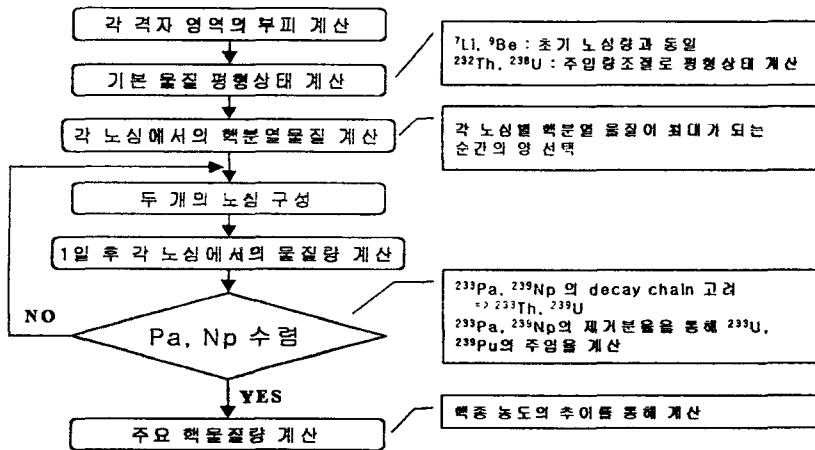 각 격자 영역의 부피 계산
기본 물질 평형상태 계산
⁷Li, ⁹Be : 초기 노심량과 동일
²³²Th, ²³⁸U : 주입량조절로 평형상태 계산
각 노심에서의 핵분열물질 계산
각 노심별 핵분열 물질이 최대가 되는
순간의 양 선택
두 개의 노심 구성
1일 후 각 노심에서의 물질량 계산
Pa, Np 수렴
NO
YES
²³³Pa, ²³⁹Np 의 decay chain 고려
=> ²³³Th, ²³⁹U
²³³Pa, ²³⁹Np의 제거분율을 통해 ²³³U,
²³⁹Pu의 주입율 계산
주요 핵물질량 계산
핵종 농도의 추이를 통해 계산